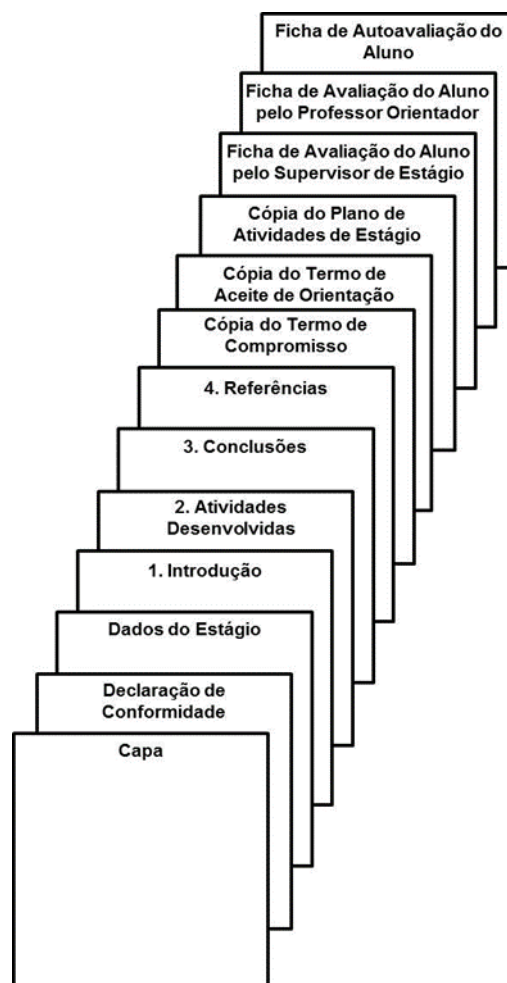 Ficha de Autoavaliação do
Aluno
Ficha de Avaliação do Aluno
pelo Professor Orientador
Ficha de Avaliação do Aluno
pelo Supervisor de Estágio
Cópia do Plano de
Atividades de Estágio
Cópia do Termo de
Aceite de Orientação
Cópia do Termo de
Compromisso
4. Referências
3. Conclusões
2. Atividades
Desenvolvidas
1. Introdução
Dados do Estágio
Declaração de
Conformidade
Capa